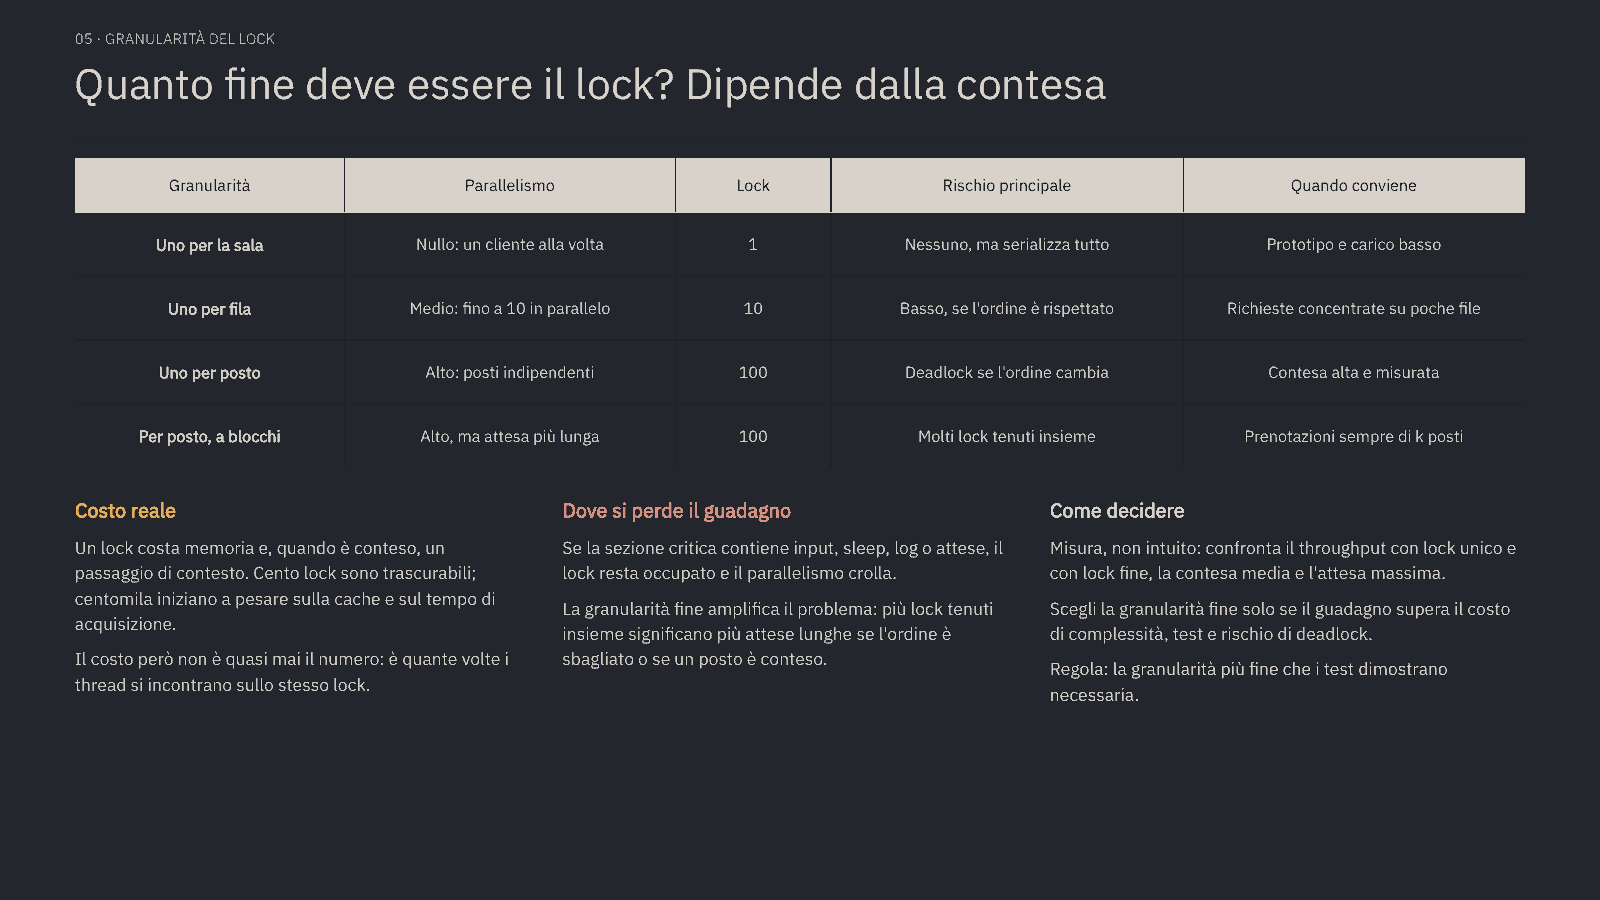 05 · GRANULARITÀ DEL LOCK
Quanto fine deve essere il lock? Dipende dalla contesa
Granularità Parallelismo Lock Rischio principale Quando conviene
Uno per la sala Nullo: un cliente alla volta 1 Nessuno, ma serializza tutto Prototipo e carico basso
Uno per fila Medio: fino a 10 in parallelo 10 Basso, se l'ordine è rispettato Richieste concentrate su poche file
Uno per posto Alto: posti indipendenti 100 Deadlock se l'ordine cambia Contesa alta e misurata
Per posto, a blocchi Alto, ma attesa più lunga 100 Molti lock tenuti insieme Prenotazioni sempre di k posti
Costo reale
Un lock costa memoria e, quando è conteso, un
passaggio di contesto. Cento lock sono trascurabili;
centomila iniziano a pesare sulla cache e sul tempo di
acquisizione.
Il costo però non è quasi mai il numero: è quante volte i
thread si incontrano sullo stesso lock.
Dove si perde il guadagno
Se la sezione critica contiene input, sleep, log o attese, il
lock resta occupato e il parallelismo crolla.
La granularità fine amplifica il problema: più lock tenuti
insieme significano più attese lunghe se l'ordine è
sbagliato o se un posto è conteso.
Come decidere
Misura, non intuito: confronta il throughput con lock unico e
con lock fine, la contesa media e l'attesa massima.
Scegli la granularità fine solo se il guadagno supera il costo
di complessità, test e rischio di deadlock.
Regola: la granularità più fine che i test dimostrano
necessaria.